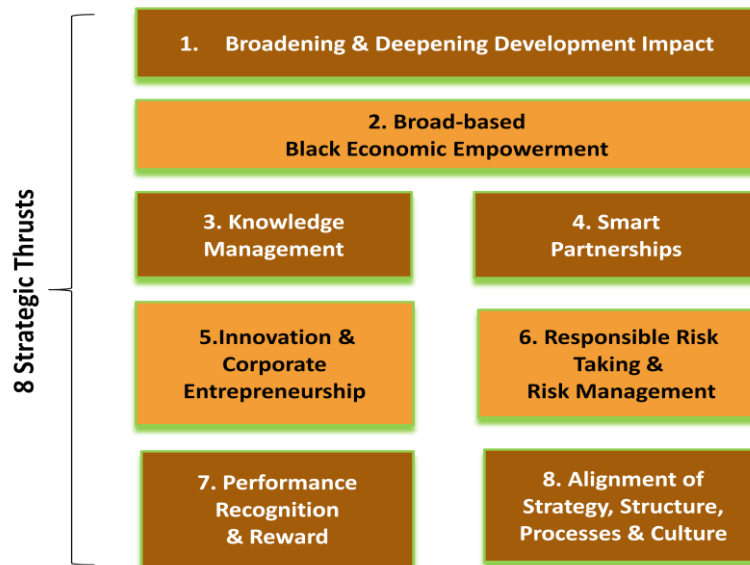 8 Strategic Thrusts
1. Broadening & Deepening Development Impact
2. Broad-based
Black Economic Empowerment
3. Knowledge
Management
4. Smart
Partnerships
5.Innovation &
Corporate
Entrepreneurship
6. Responsible Risk
Taking &
Risk Management
7. Performance
Recognition
& Reward
8. Alignment of
Strategy, Structure,
Processes & Culture